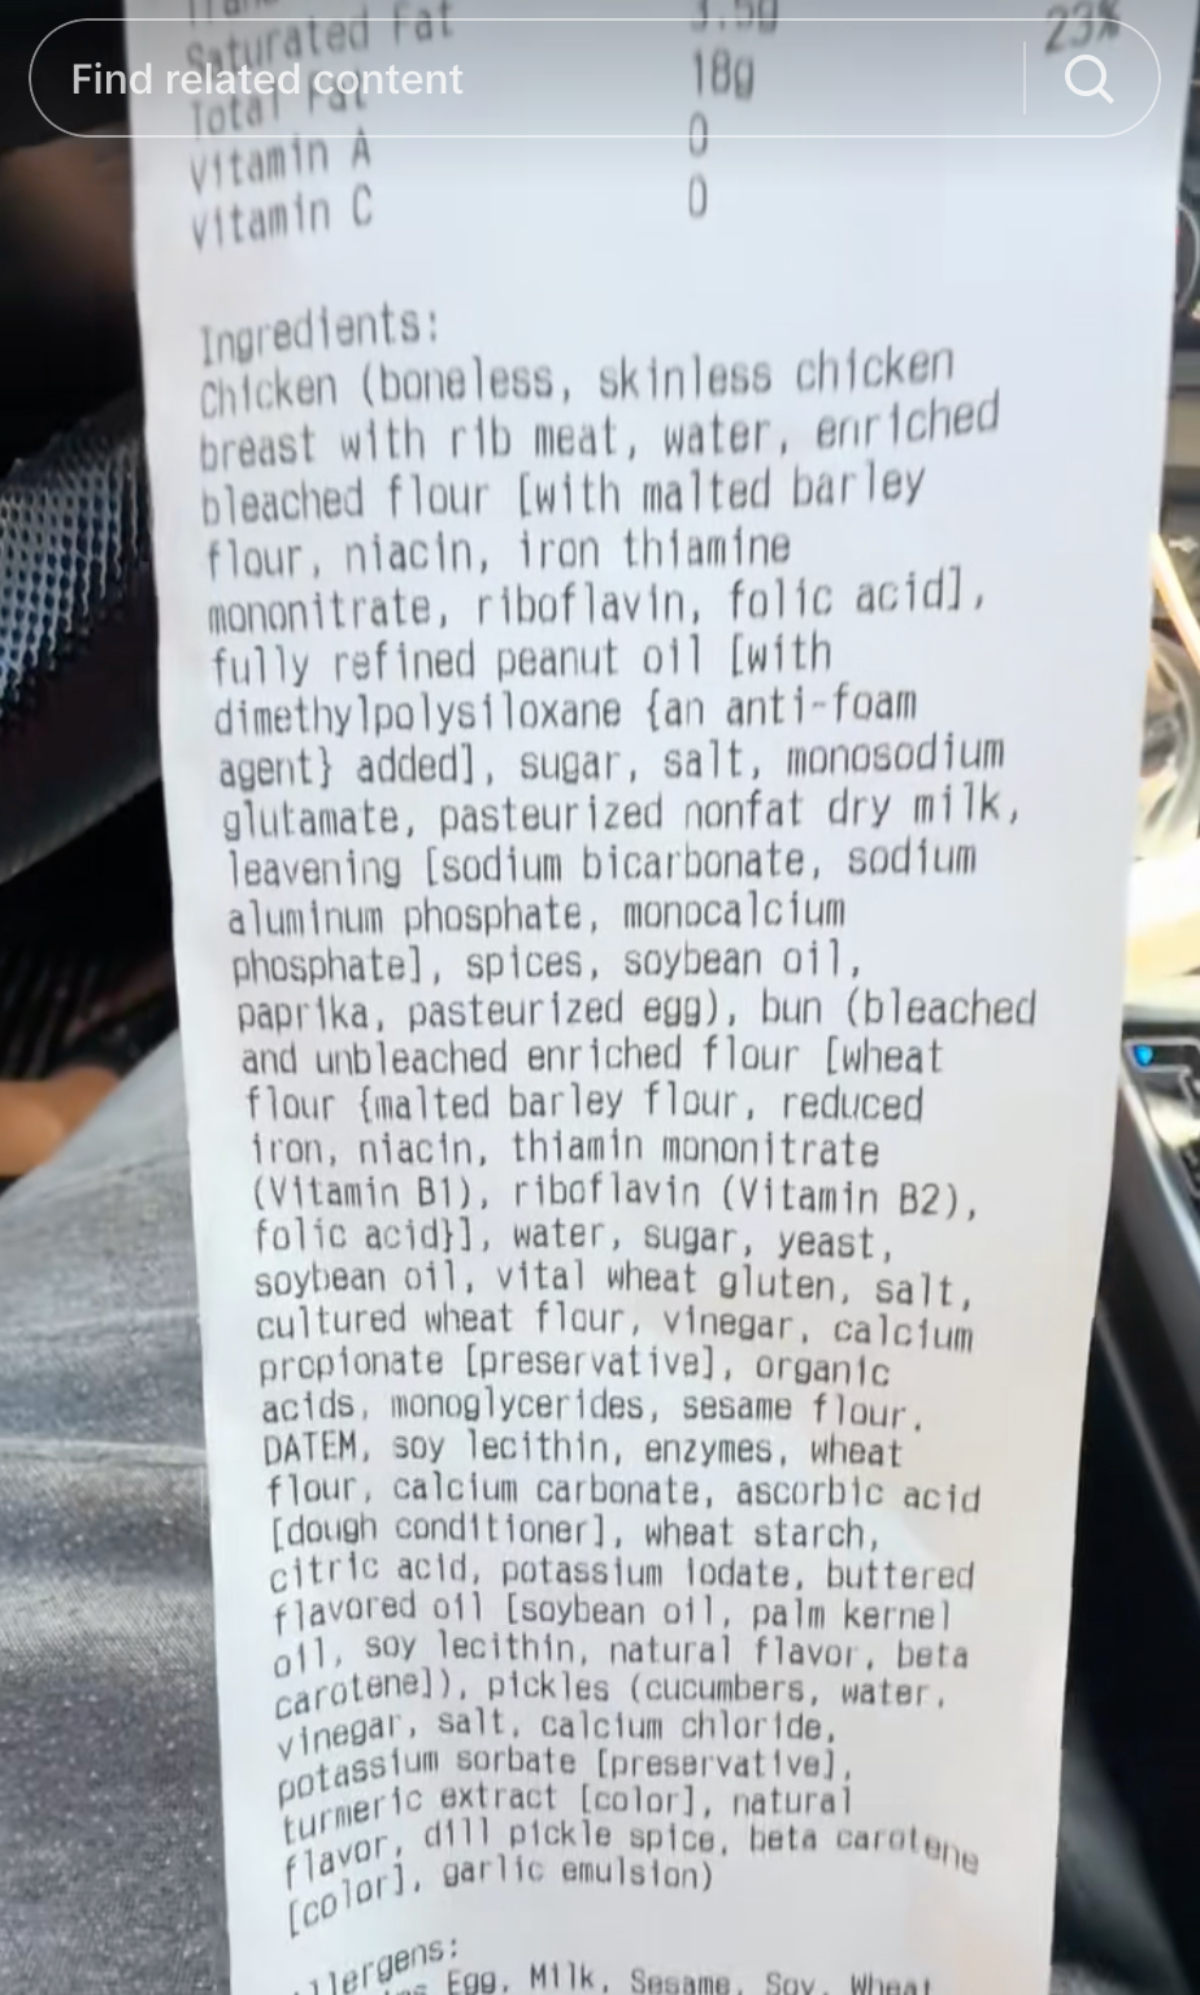 Saturated Fat 3.5g 23%
Find related content
Total Fat 18g
Vitamin A 0
Vitamin C 0
Ingredients:
Chicken (boneless, skinless chicken
breast with rib meat, water, enriched
bleached flour [with malted barley
flour, niacin, iron thiamine
mononitrate, riboflavin, folic acid],
fully refined peanut oil [with
dimethylpolysiloxane {an anti-foam
agent} added], sugar, salt, monosodium
glutamate, pasteurized nonfat dry milk,
leavening [sodium bicarbonate, sodium
aluminum phosphate, monocalcium
phosphate], spices, soybean oil,
paprika, pasteurized egg), bun (bleached
and unbleached enriched flour [wheat
flour {malted barley flour, reduced
iron, niacin, thiamin mononitrate
(Vitamin B1), riboflavin (Vitamin B2),
folic acid}], water, sugar, yeast,
soybean oil, vital wheat gluten, salt,
cultured wheat flour, vinegar, calcium
propionate [preservative], organic
acids, monoglycerides, sesame flour,
DATEM, soy lecithin, enzymes, wheat
flour, calcium carbonate, ascorbic acid
[dough conditioner], wheat starch,
citric acid, potassium iodate, buttered
flavored oil [soybean oil, palm kernel
oil, soy lecithin, natural flavor, beta
carotene]), pickles (cucumbers, water,
vinegar, salt, calcium chloride,
potassium sorbate [preservative],
turmeric extract [color], natural
flavor, dill pickle spice, beta carotene
[color], garlic emulsion)
llergens:
Egg, Milk, Sesame, Soy, Wheat